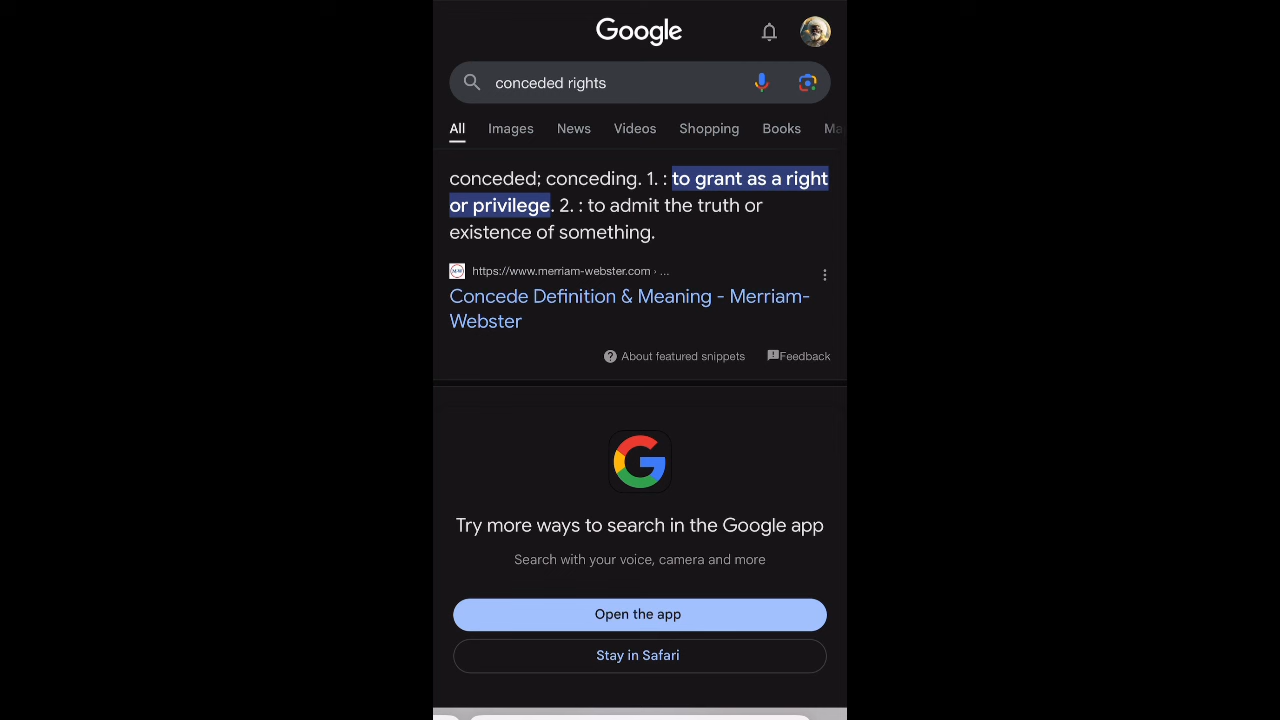 Google
conceded rights
All Images News Videos Shopping Books Ma
conceded; conceding. 1. : to grant as a right
or privilege. 2. : to admit the truth or
existence of something.
https://www.merriam-webster.com › ...
Concede Definition & Meaning - Merriam-
Webster
About featured snippets Feedback
Try more ways to search in the Google app
Search with your voice, camera and more
Open the app
Stay in Safari